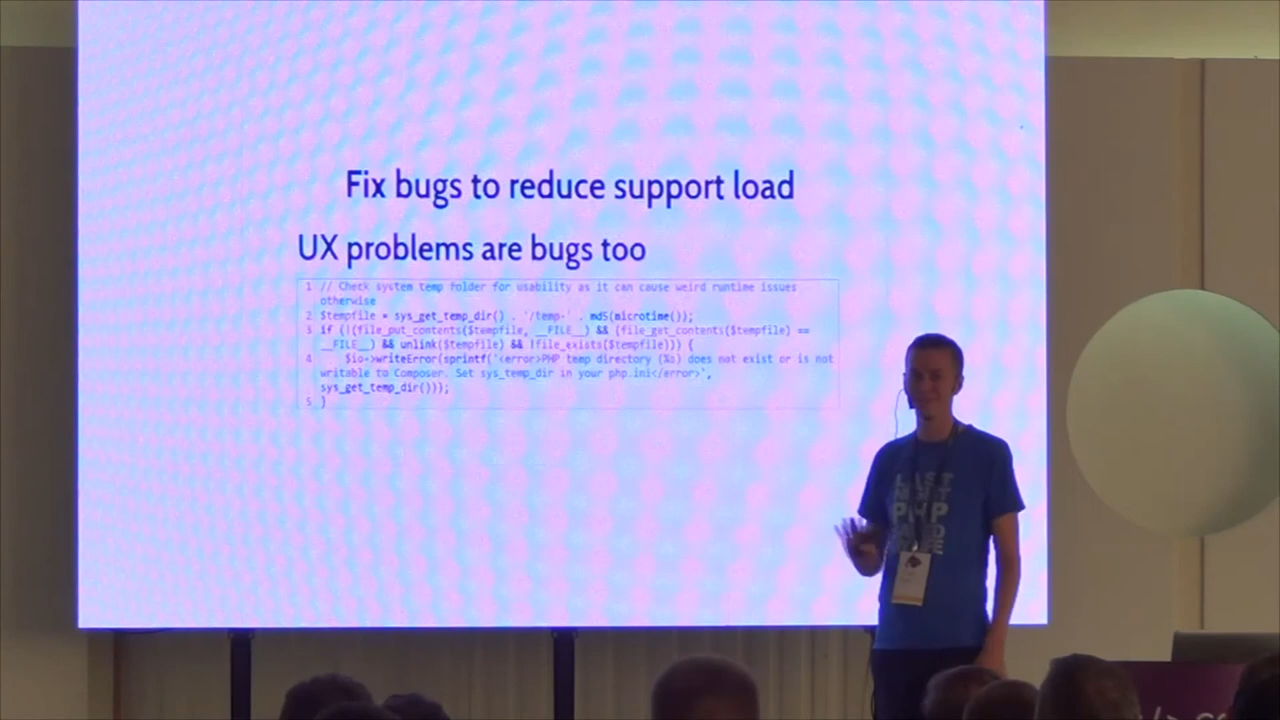 Fix bugs to reduce support load
UX problems are bugs too
1 // Check system temp folder for usability as it can cause weird runtime issues
otherwise
2 $tempfile = sys_get_temp_dir() . '/temp-' . md5(microtime());
3 if (!(file_put_contents($tempfile, __FILE__) && (file_get_contents($tempfile) ==
__FILE__) && unlink($tempfile) && !file_exists($tempfile))) {
4 $io->writeError(sprintf('<error>PHP temp directory (%s) does not exist or is not
writable to Composer. Set sys_temp_dir in your php.ini</error>',
sys_get_temp_dir()));
5 }
LAST
NIGHT
PHP